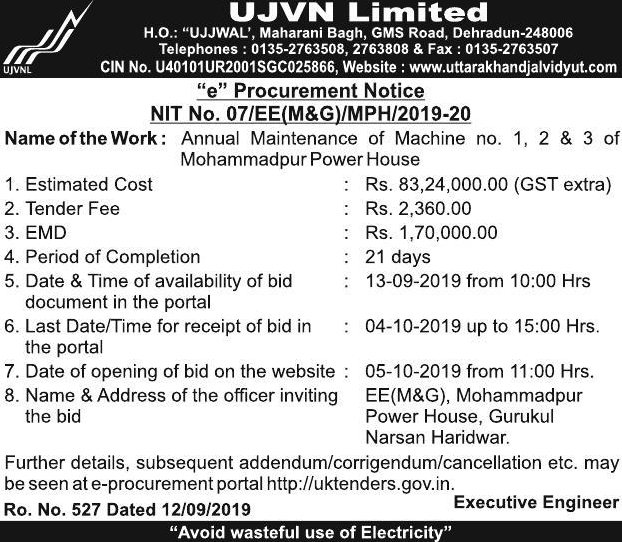 UJVN Limited
H.O.: “UJJWAL’, Maharani Bagh, GMS Road, Dehradun-248006
Telephones : 0135-2763508, 2763808 & Fax : 0135-2763507
UJVNL
CIN No. U40101UR2001SGC025866, Website : www.uttarakhandjalvidyut.com
“e” Procurement Notice
NIT No. 07/EE(M&G)/MPH/2019-20
Name of the Work : Annual Maintenance of Machine no. 1, 2 & 3 of
Mohammadpur Power House
1. Estimated Cost : Rs. 83,24,000.00 (GST extra)
2. Tender Fee : Rs. 2,360.00
3. EMD : Rs. 1,70,000.00
4. Period of Completion : 21 days
5. Date & Time of availability of bid : 13-09-2019 from 10:00 Hrs
document in the portal
6. Last Date/Time for receipt of bid in : 04-10-2019 up to 15:00 Hrs.
the portal
7. Date of opening of bid on the website : 05-10-2019 from 11:00 Hrs.
8. Name & Address of the officer inviting : EE(M&G), Mohammadpur
the bid Power House, Gurukul
Narsan Haridwar.
Further details, subsequent addendum/corrigendum/cancellation etc. may
be seen at e-procurement portal http://uktenders.gov.in.
Ro. No. 527 Dated 12/09/2019 Executive Engineer
“Avoid wasteful use of Electricity”